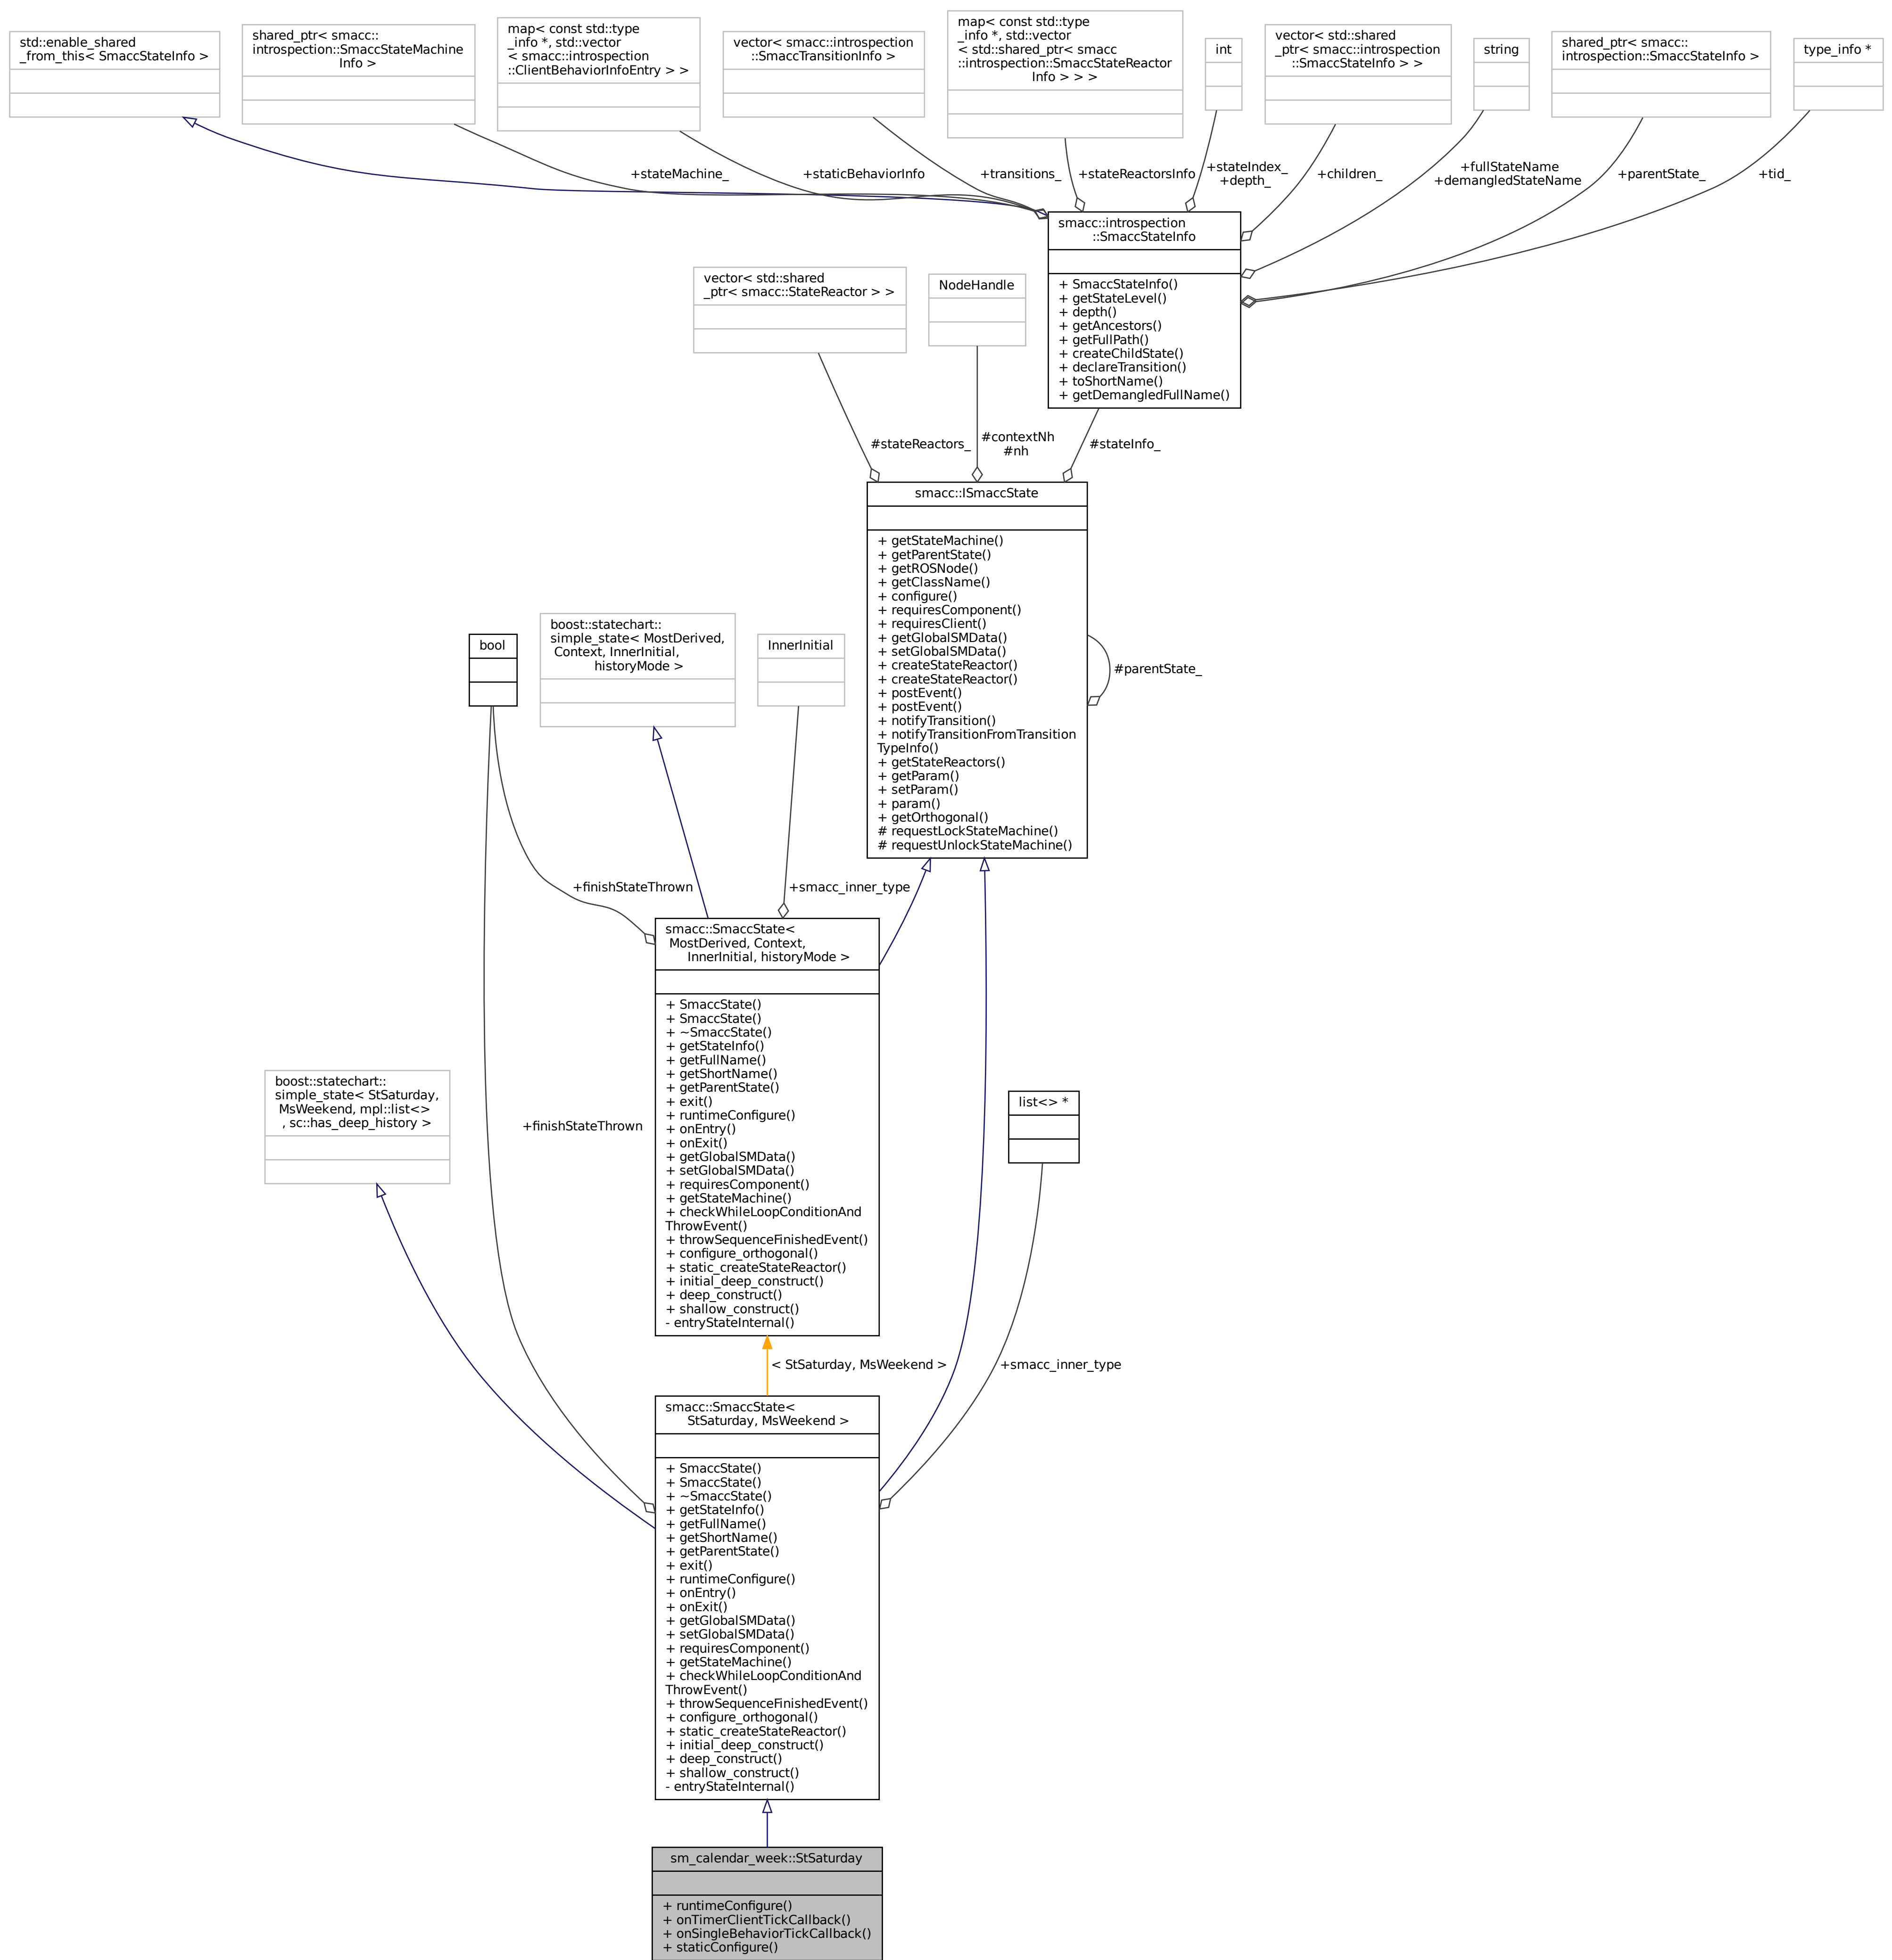 std::enable_shared
_from_this< SmaccStateInfo >
shared_ptr< smacc::
introspection::SmaccStateMachine
Info >
map< const std::type
_info *, std::vector
< smacc::introspection
::ClientBehaviorInfoEntry > >
vector< smacc::introspection
::SmaccTransitionInfo >
map< const std::type
_info *, std::vector
< std::shared_ptr< smacc
::introspection::SmaccStateReactor
Info > > >
int
vector< std::shared
_ptr< smacc::introspection
::SmaccStateInfo > >
string
shared_ptr< smacc::
introspection::SmaccStateInfo >
type_info *
+stateMachine_
+staticBehaviorInfo
+transitions_
+stateReactorsInfo
+stateIndex_
+depth_
+children_
+fullStateName
+demangledStateName
+parentState_
+tid_
smacc::introspection
::SmaccStateInfo
+ SmaccStateInfo()
+ getStateLevel()
+ depth()
+ getAncestors()
+ getFullPath()
+ createChildState()
+ declareTransition()
+ toShortName()
+ getDemangledFullName()
vector< std::shared
_ptr< smacc::StateReactor > >
NodeHandle
#stateReactors_
#contextNh
#nh
#stateInfo_
smacc::ISmaccState
+ getStateMachine()
+ getParentState()
+ getROSNode()
+ getClassName()
+ configure()
+ requiresComponent()
+ requiresClient()
+ getGlobalSMData()
+ setGlobalSMData()
+ createStateReactor()
+ createStateReactor()
+ postEvent()
+ postEvent()
+ notifyTransition()
+ notifyTransitionFromTransition
TypeInfo()
+ getStateReactors()
+ getParam()
+ setParam()
+ param()
+ getOrthogonal()
# requestLockStateMachine()
# requestUnlockStateMachine()
#parentState_
bool
boost::statechart::
simple_state< MostDerived,
Context, InnerInitial,
historyMode >
InnerInitial
+finishStateThrown
+smacc_inner_type
smacc::SmaccState<
MostDerived, Context,
InnerInitial, historyMode >
+ SmaccState()
+ SmaccState()
+ ~SmaccState()
+ getStateInfo()
+ getFullName()
+ getShortName()
+ getParentState()
+ exit()
+ runtimeConfigure()
+ onEntry()
+ onExit()
+ getGlobalSMData()
+ setGlobalSMData()
+ requiresComponent()
+ getStateMachine()
+ checkWhileLoopConditionAnd
ThrowEvent()
+ throwSequenceFinishedEvent()
+ configure_orthogonal()
+ static_createStateReactor()
+ initial_deep_construct()
+ deep_construct()
+ shallow_construct()
- entryStateInternal()
boost::statechart::
simple_state< StSaturday,
MsWeekend, mpl::list<>
, sc::has_deep_history >
+finishStateThrown
list<> *
< StSaturday, MsWeekend >
+smacc_inner_type
smacc::SmaccState<
StSaturday, MsWeekend >
+ SmaccState()
+ SmaccState()
+ ~SmaccState()
+ getStateInfo()
+ getFullName()
+ getShortName()
+ getParentState()
+ exit()
+ runtimeConfigure()
+ onEntry()
+ onExit()
+ getGlobalSMData()
+ setGlobalSMData()
+ requiresComponent()
+ getStateMachine()
+ checkWhileLoopConditionAnd
ThrowEvent()
+ throwSequenceFinishedEvent()
+ configure_orthogonal()
+ static_createStateReactor()
+ initial_deep_construct()
+ deep_construct()
+ shallow_construct()
- entryStateInternal()
sm_calendar_week::StSaturday
+ runtimeConfigure()
+ onTimerClientTickCallback()
+ onSingleBehaviorTickCallback()
+ staticConfigure()